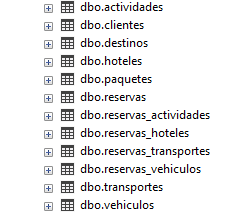 dbo.actividades
dbo.clientes
dbo.destinos
dbo.hoteles
dbo.paquetes
dbo.reservas
dbo.reservas_actividades
dbo.reservas_hoteles
dbo.reservas_transportes
dbo.reservas_vehiculos
dbo.transportes
dbo.vehiculos